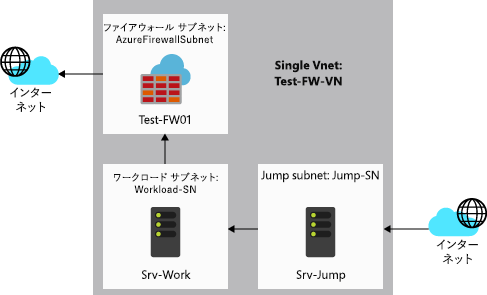 ファイアウォール サブネット:
AzureFirewallSubnet
Test-FW01
Single Vnet:
Test-FW-VN
インター
ネット
ワークロード サブネット:
Workload-SN
Srv-Work
Jump subnet: Jump-SN
Srv-Jump
インター
ネット